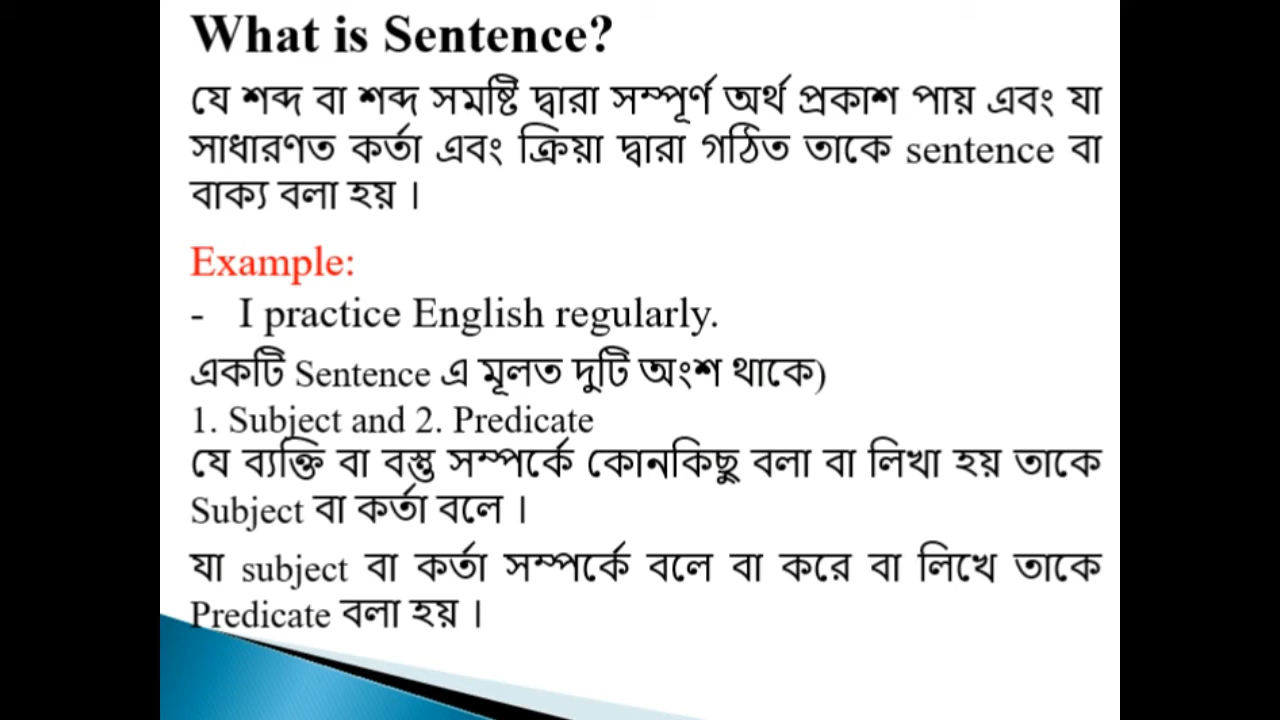 What is Sentence?
যে শব্দ বা শব্দ সমষ্টি দ্বারা সম্পূর্ণ অর্থ প্রকাশ পায় এবং যা
সাধারণত কর্তা এবং ক্রিয়া দ্বারা গঠিত তাকে sentence বা
বাক্য বলা হয় ।
Example:
- I practice English regularly.
একটি Sentence এ মূলত দুটি অংশ থাকে)
1. Subject and 2. Predicate
যে ব্যক্তি বা বস্তু সম্পর্কে কোনকিছু বলা বা লিখা হয় তাকে
Subject বা কর্তা বলে ।
যা subject বা কর্তা সম্পর্কে বলে বা করে বা লিখে তাকে
Predicate বলা হয় ।